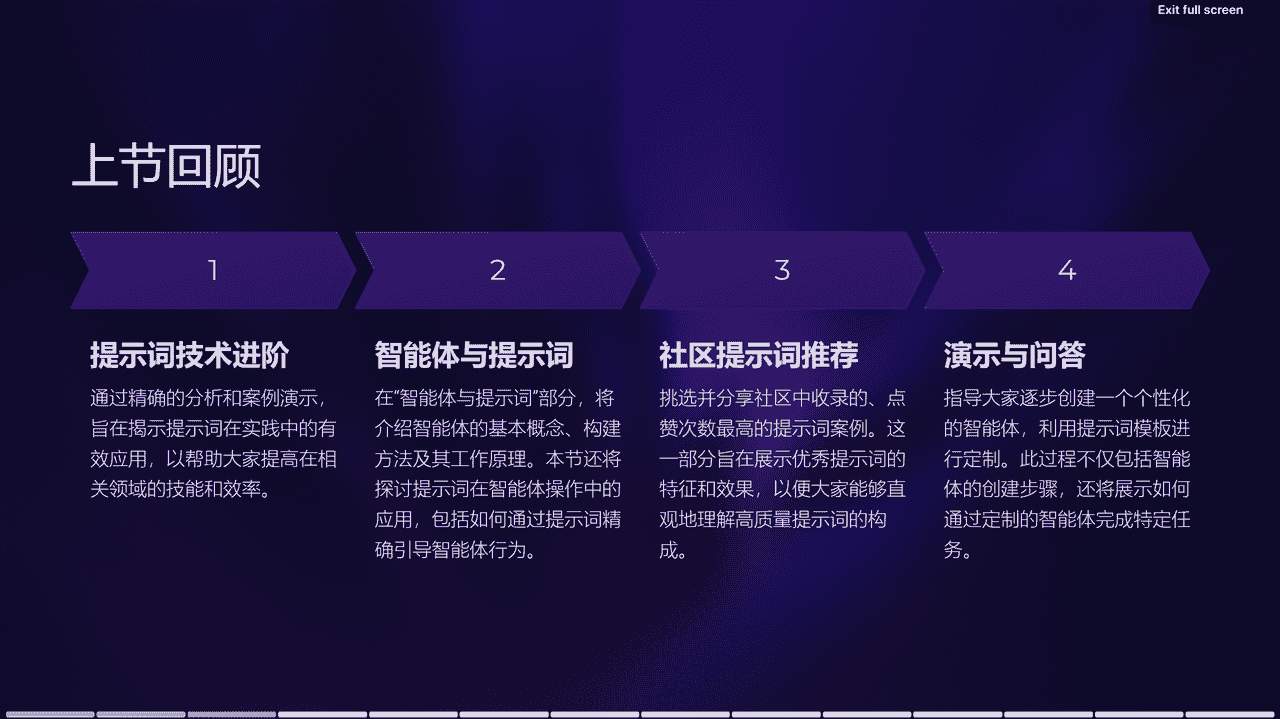 Exit full screen
上节回顾
1
2
3
4
提示词技术进阶
通过精确的分析和案例演示，
旨在揭示提示词在实践中的有
效应用，以帮助大家提高在相
关领域的技能和效率。
智能体与提示词
在“智能体与提示词”部分，将
介绍智能体的基本概念、构建
方法及其工作原理。本节还将
探讨提示词在智能体操作中的
应用，包括如何通过提示词精
确引导智能体行为。
社区提示词推荐
挑选并分享社区中收录的、点
赞次数最高的提示词案例。这
一部分旨在展示优秀提示词的
特征和效果，以便大家能够直
观地理解高质量提示词的构
成。
演示与问答
指导大家逐步创建一个个性化
的智能体，利用提示词模板进
行定制。此过程不仅包括智能
体的创建步骤，还将展示如何
通过定制的智能体完成特定任
务。